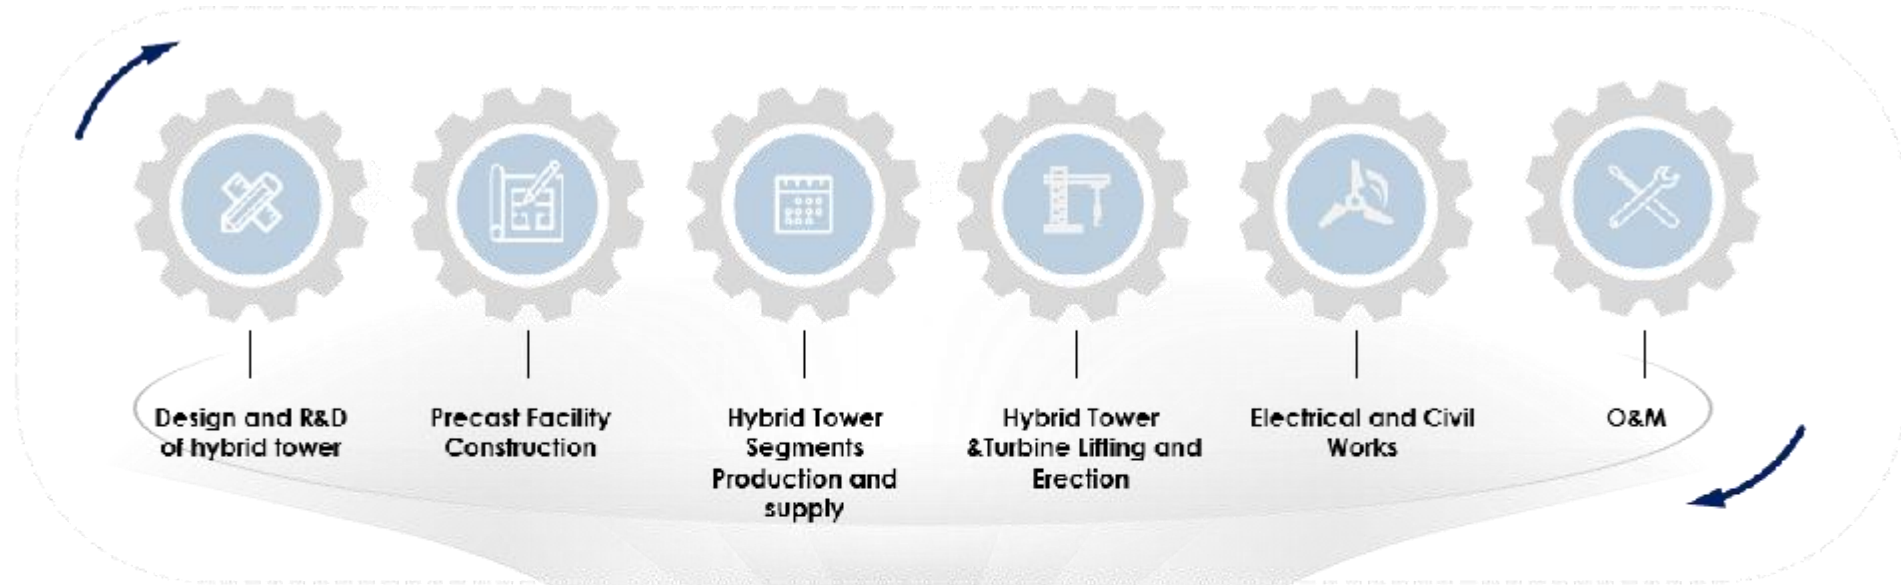 Design and R&D
of hybrid tower
Precast Facility
Construction
Hybrid Tower
Segments
Production and
supply
Hybrid Tower
&Turbine Lifting and
Erection
Electrical and Civil
Works
O&M